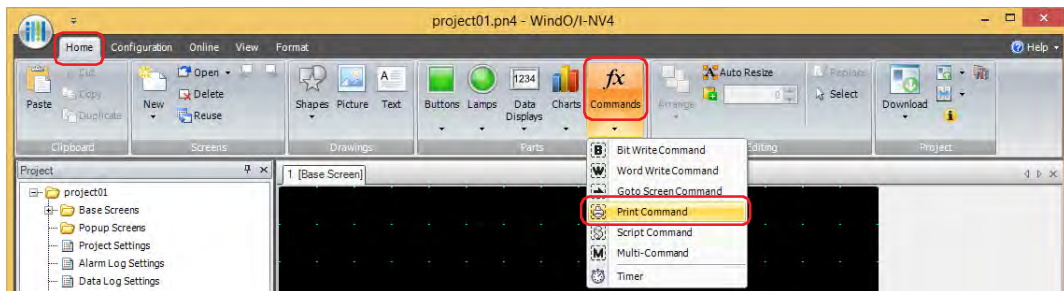 project01.pn4 - WindO/I-NV4
Home Configuration Online View Format Help
Paste
Cut
Copy
Duplicate
Clipboard
New
Open
Delete
Reuse
Screens
Shapes Picture Text
Drawings
Buttons Lamps Data Displays Charts Commands
1234
fx
Parts
Arrange
Auto Resize
0
Replace
Select
Editing
Download
Project
Bit Write Command
Word Write Command
Goto Screen Command
Print Command
Script Command
Multi-Command
Timer
Project
project01
Base Screens
Popup Screens
Project Settings
Alarm Log Settings
Data Log Settings
1 [Base Screen]